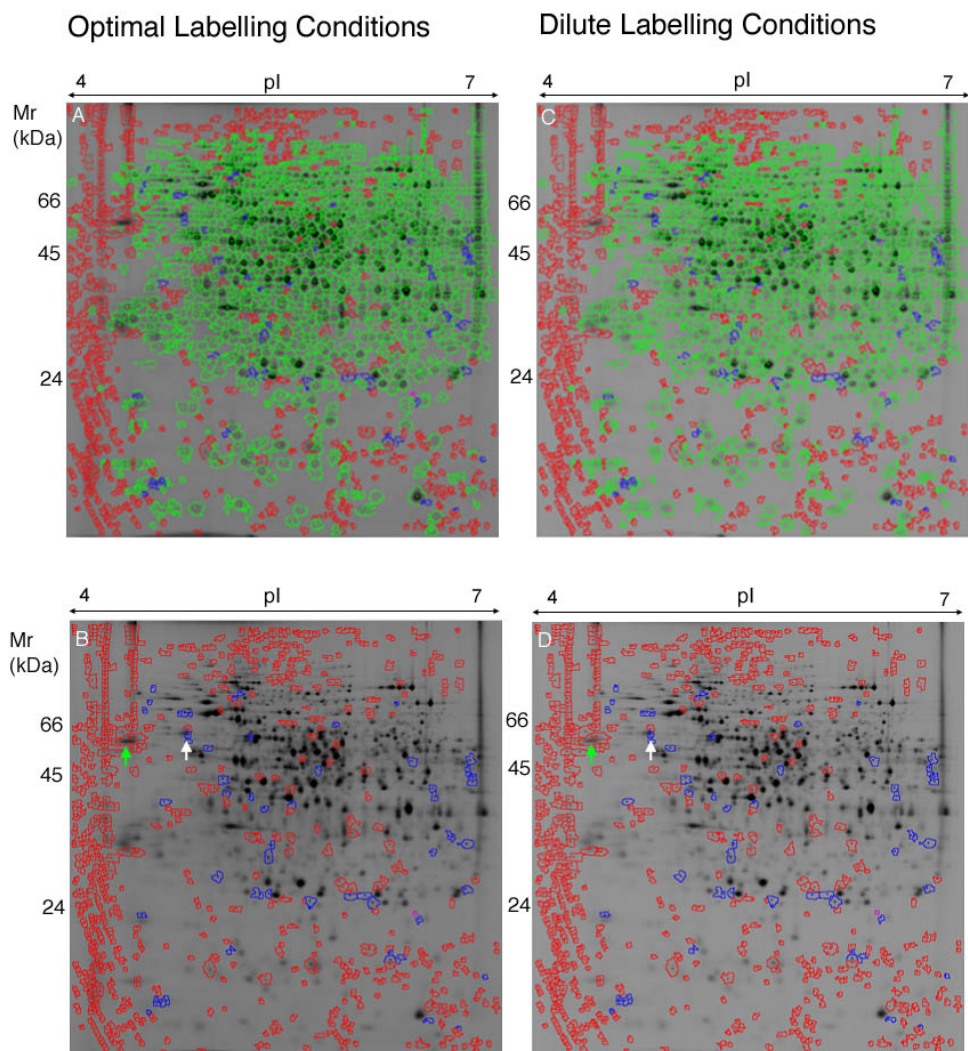 Optimal Labelling Conditions
Dilute Labelling Conditions
4 pI 7
4 pI 7
Mr
(kDa)
A
C
66
66
45
45
24
24
4 pI 7
4 pI 7
Mr
(kDa)
B
D
66
66
45
45
24
24